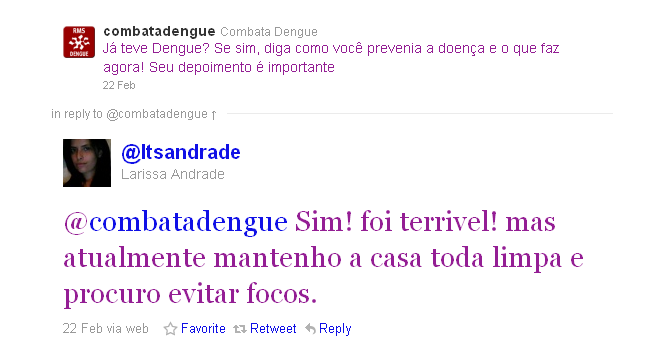 RMS
DENGUE
combatadengue Combata Dengue
Já teve Dengue? Se sim, diga como você prevenia a doença e o que faz
agora! Seu depoimento é importante
22 Feb
in reply to @combatadengue ↑
@ltsandrade
Larissa Andrade
@combatadengue Sim! foi terrivel! mas
atualmente mantenho a casa toda limpa e
procuro evitar focos.
22 Feb via web Favorite Retweet Reply